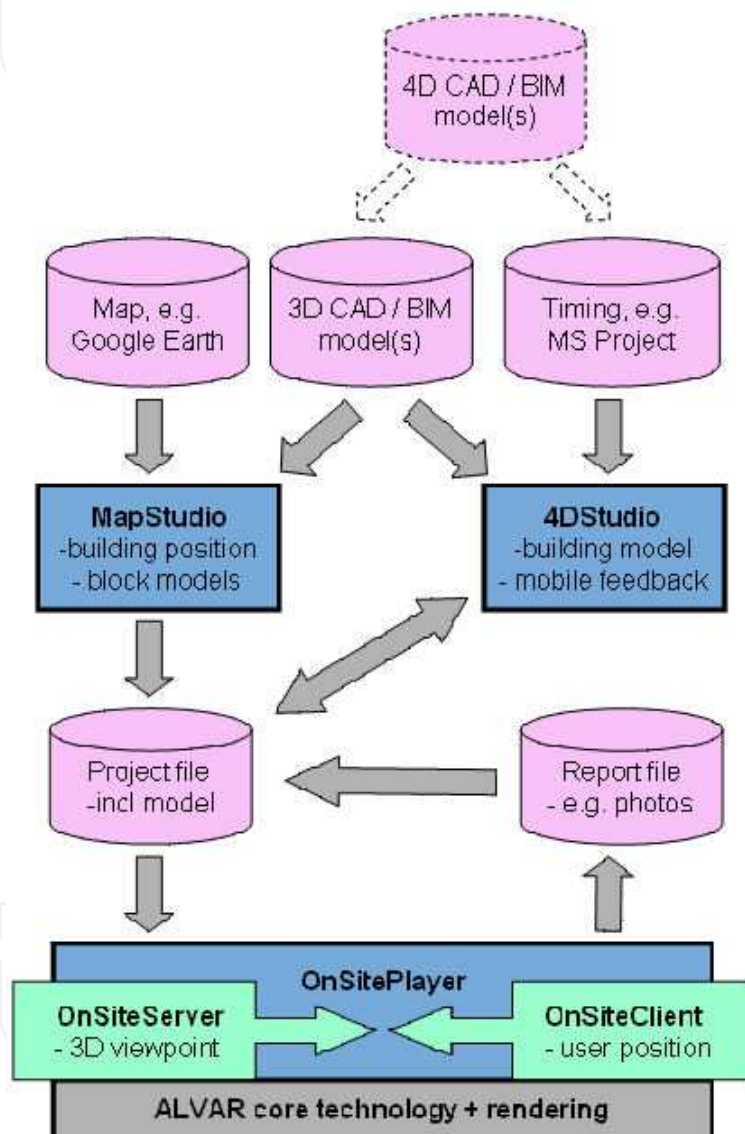 4D CAD / BIM
model(s)
Map, e.g.
Google Earth
3D CAD / BIM
model(s)
Timing, e.g.
MS Project
MapStudio
-building position
- block models
4DStudio
-building model
- mobile feedback
Project file
-incl model
Report file
- e.g. photos
OnSitePlayer
OnSiteServer
- 3D viewpoint
OnSiteClient
- user position
ALVAR core technology + rendering